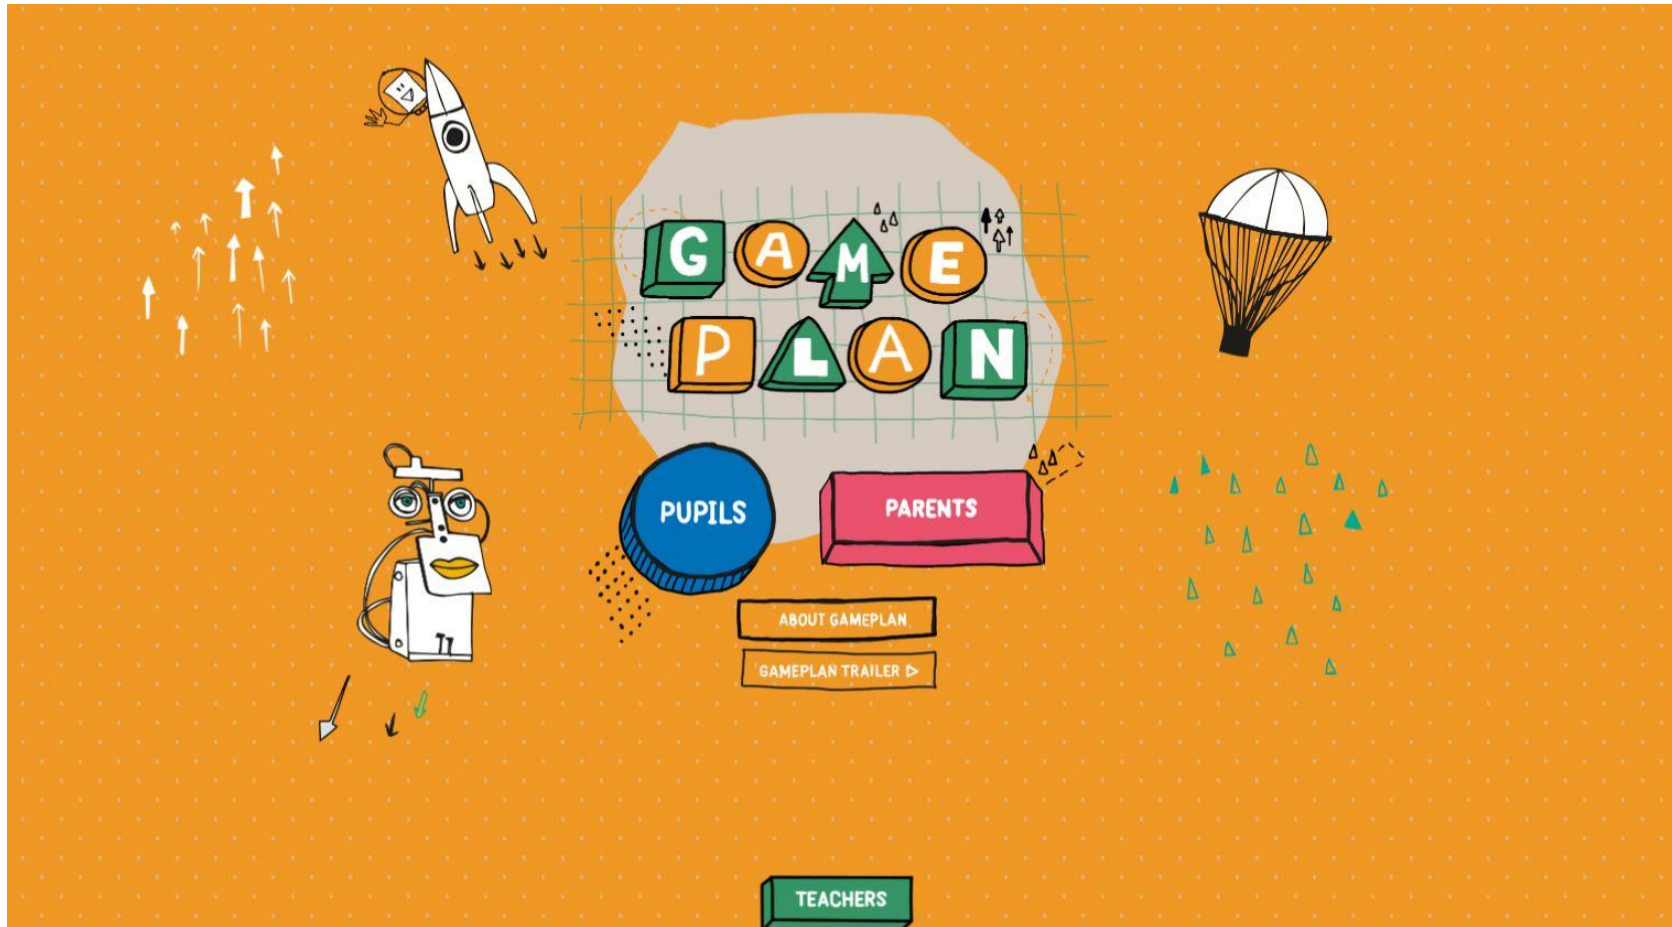 GAME
PLAN
PUPILS
PARENTS
ABOUT GAMEPLAN
GAMEPLAN TRAILER
TEACHERS